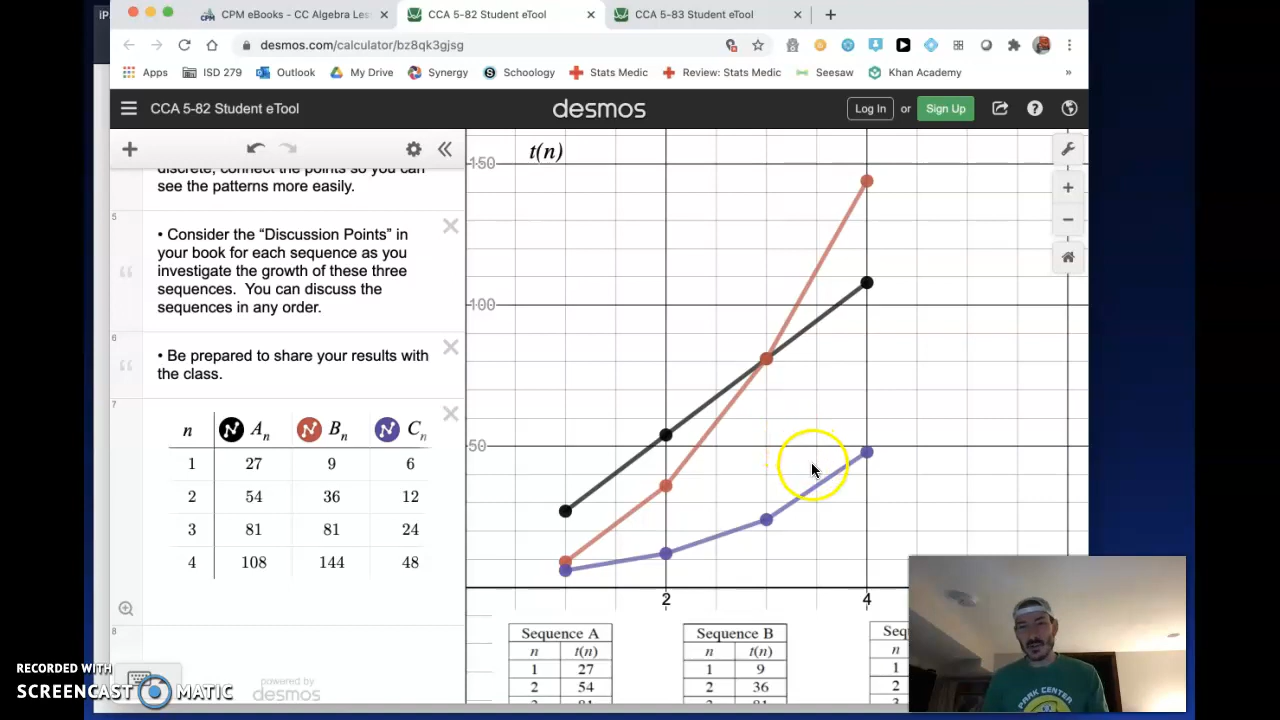 iP
CPM eBooks - CC Algebra Les
CCA 5-82 Student eTool
CCA 5-83 Student eTool
desmos.com/calculator/bz8qk3gjsg
Apps ISD 279 Outlook My Drive Synergy Schoology Stats Medic Review: Stats Medic Seesaw Khan Academy »
CCA 5-82 Student eTool
desmos
Log In or Sign Up
discrete, connect the points so you can
see the patterns more easily.
5
• Consider the “Discussion Points” in
your book for each sequence as you
investigate the growth of these three
sequences. You can discuss the
sequences in any order.
6
• Be prepared to share your results with
the class.
7
n An Bn Cn
1 27 9 6
2 54 36 12
3 81 81 24
4 108 144 48
8
powered by
desmos
t(n)
150
100
50
2 4
Sequence A
n t(n)
1 27
2 54
Sequence B
n t(n)
1 9
2 36
Seq
n
1
2
RECORDED WITH
SCREENCAST MATIC
PARK CENTER